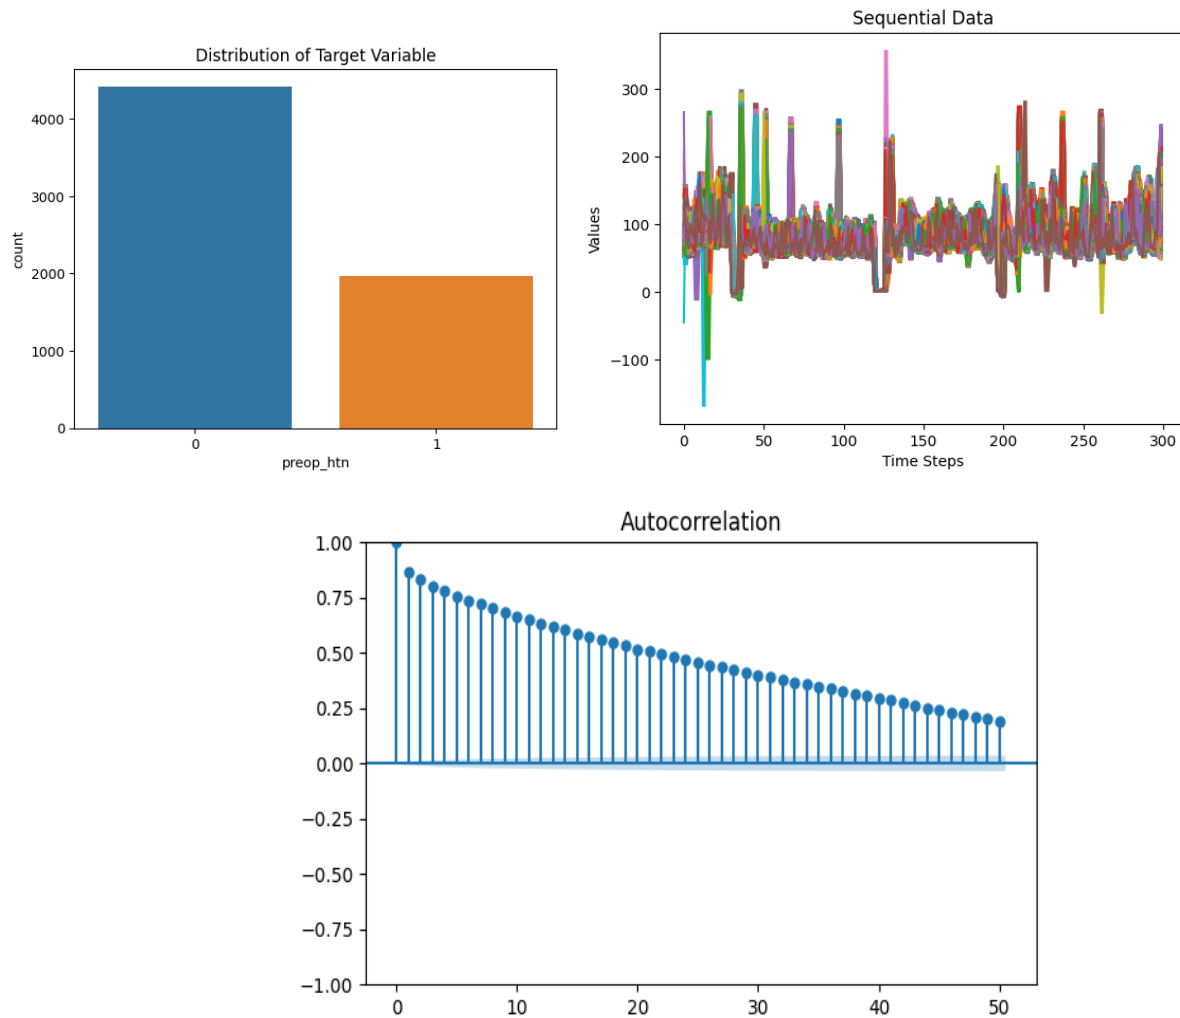 Distribution of Target Variable
count
4000
3000
2000
1000
0
0 1
preop_htn
Sequential Data
Values
300
200
100
0
−100
0 50 100 150 200 250 300
Time Steps
Autocorrelation
1.00
0.75
0.50
0.25
0.00
−0.25
−0.50
−0.75
−1.00
0 10 20 30 40 50